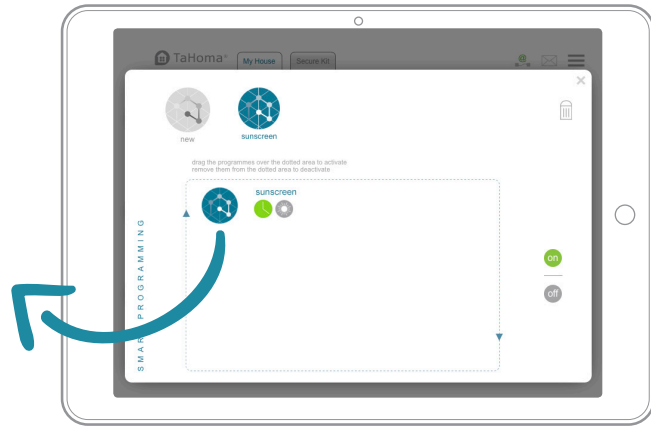 TaHoma®
My House
Secure Kit
new
sunscreen
drag the programmes over the dotted area to activate
remove them from the dotted area to deactivate
sunscreen
SMART PROGRAMMING
on
off